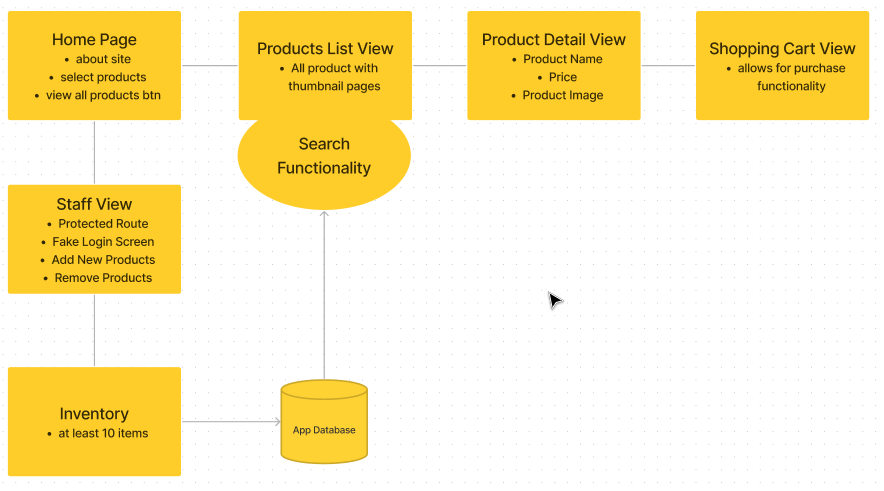 Home Page
• about site
• select products
• view all products btn
Products List View
• All product with
thumbnail pages
Product Detail View
• Product Name
• Price
• Product Image
Shopping Cart View
• allows for purchase
functionality
Search
Functionality
Staff View
• Protected Route
• Fake Login Screen
• Add New Products
• Remove Products
Inventory
• at least 10 items
App Database